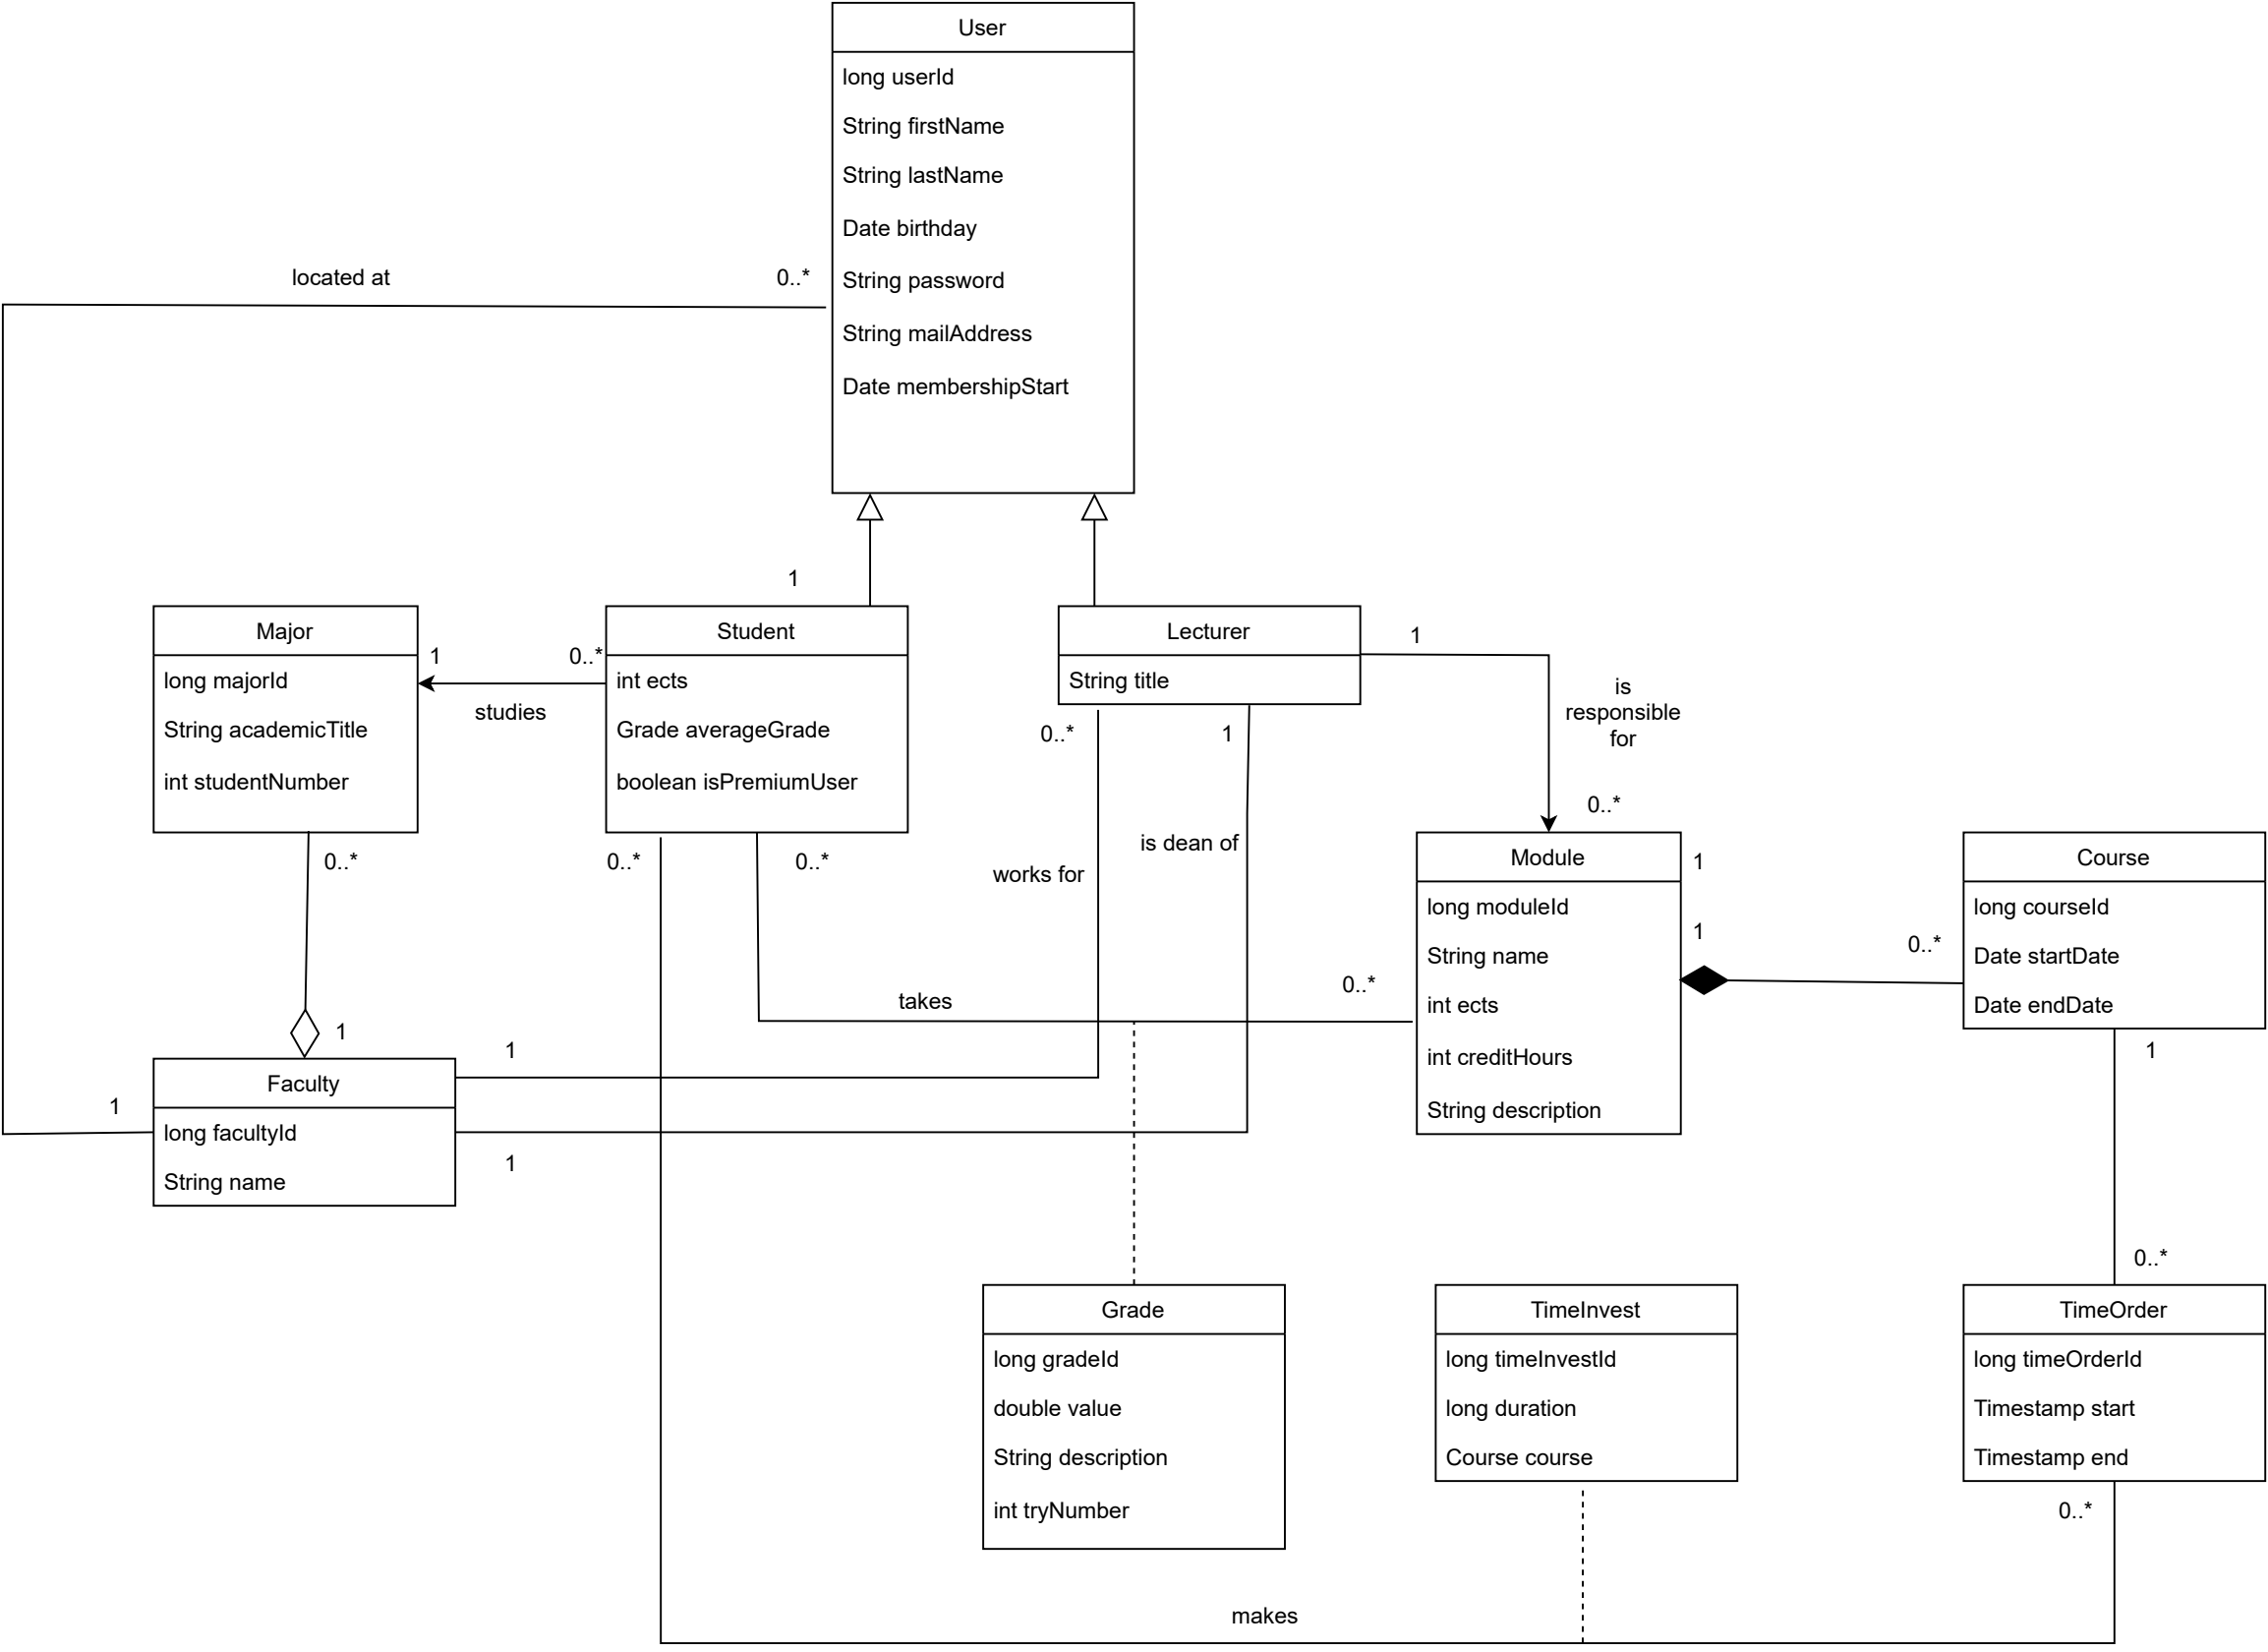 User
long userId
String firstName
String lastName
Date birthday
String password
String mailAddress
Date membershipStart
located at
0..*
1
Major
long majorId
String academicTitle
int studentNumber
1
0..*
studies
Student
int ects
Grade averageGrade
boolean isPremiumUser
Lecturer
String title
1
is
responsible
for
0..*
0..*
1
is dean of
works for
0..*
0..*
0..*
1
Module
long moduleId
String name
int ects
int creditHours
String description
1
1
0..*
Course
long courseId
Date startDate
Date endDate
takes
0..*
1
1
1
Faculty
long facultyId
String name
1
1
0..*
Grade
long gradeId
double value
String description
int tryNumber
TimeInvest
long timeInvestId
long duration
Course course
TimeOrder
long timeOrderId
Timestamp start
Timestamp end
0..*
makes